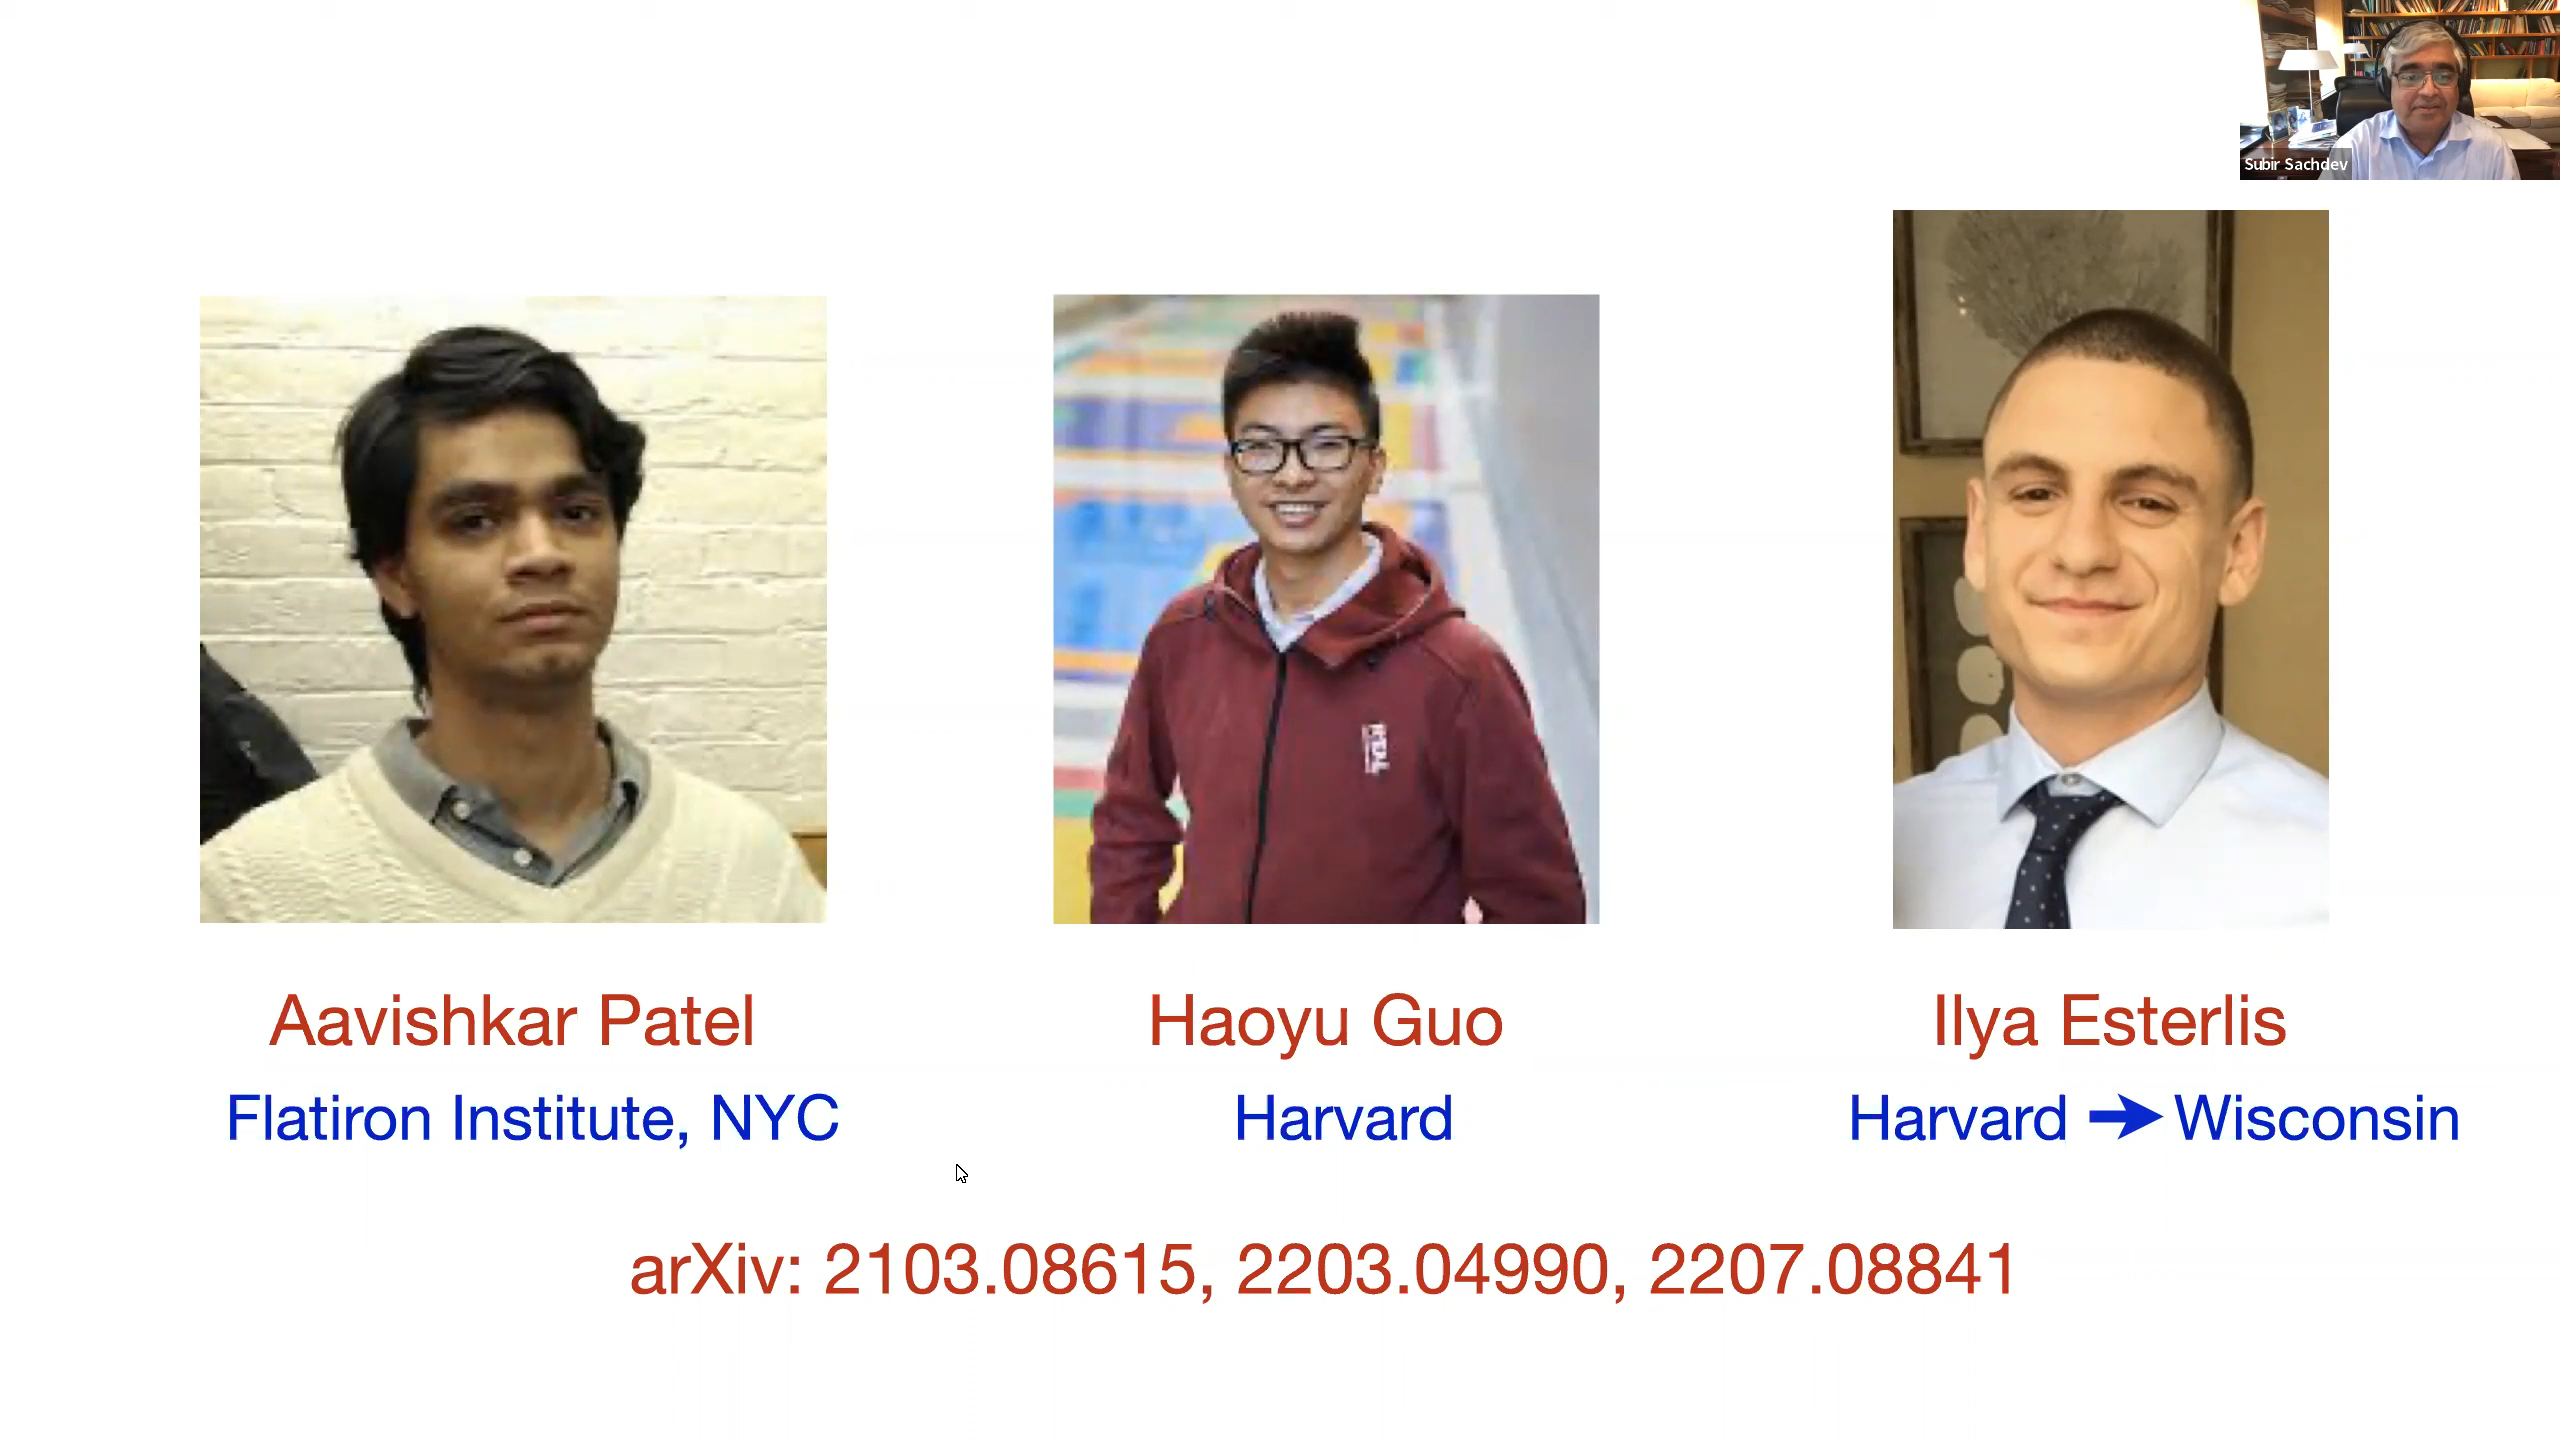 Subir Sachdev
Aavishkar Patel
Haoyu Guo
Ilya Esterlis
Flatiron Institute, NYC
Harvard
Harvard → Wisconsin
arXiv: 2103.08615, 2203.04990, 2207.08841